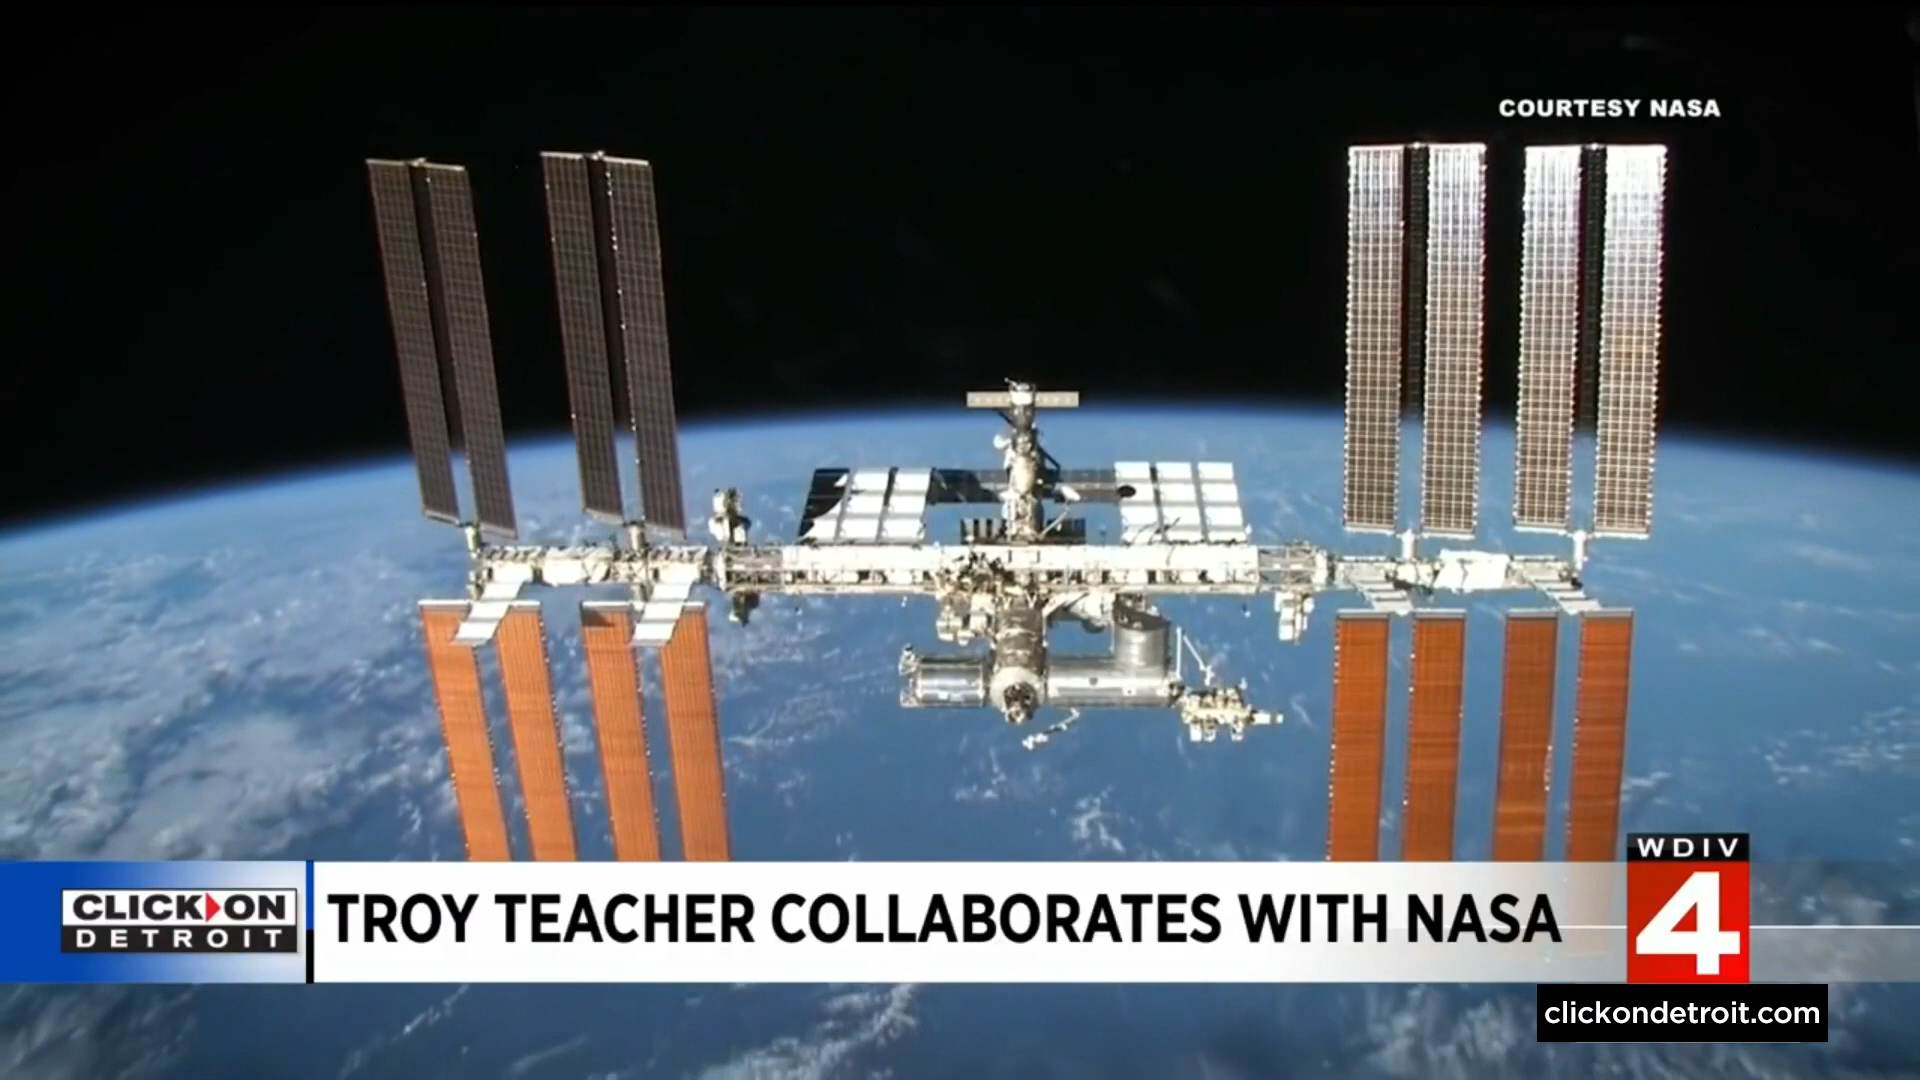 COURTESY NASA
WDIV
4
CLICK ON
DETROIT
TROY TEACHER COLLABORATES WITH NASA
clickondetroit.com